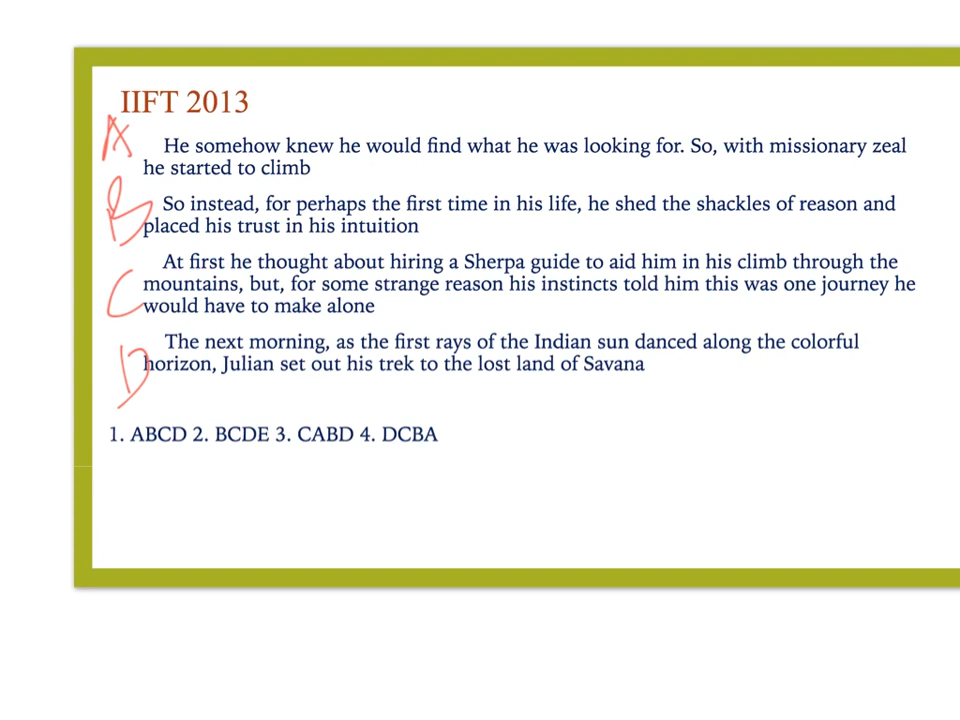 IIFT 2013
A He somehow knew he would find what he was looking for. So, with missionary zeal
he started to climb
B So instead, for perhaps the first time in his life, he shed the shackles of reason and
placed his trust in his intuition
C At first he thought about hiring a Sherpa guide to aid him in his climb through the
mountains, but, for some strange reason his instincts told him this was one journey he
would have to make alone
D The next morning, as the first rays of the Indian sun danced along the colorful
horizon, Julian set out his trek to the lost land of Savana
1. ABCD 2. BCDE 3. CABD 4. DCBA